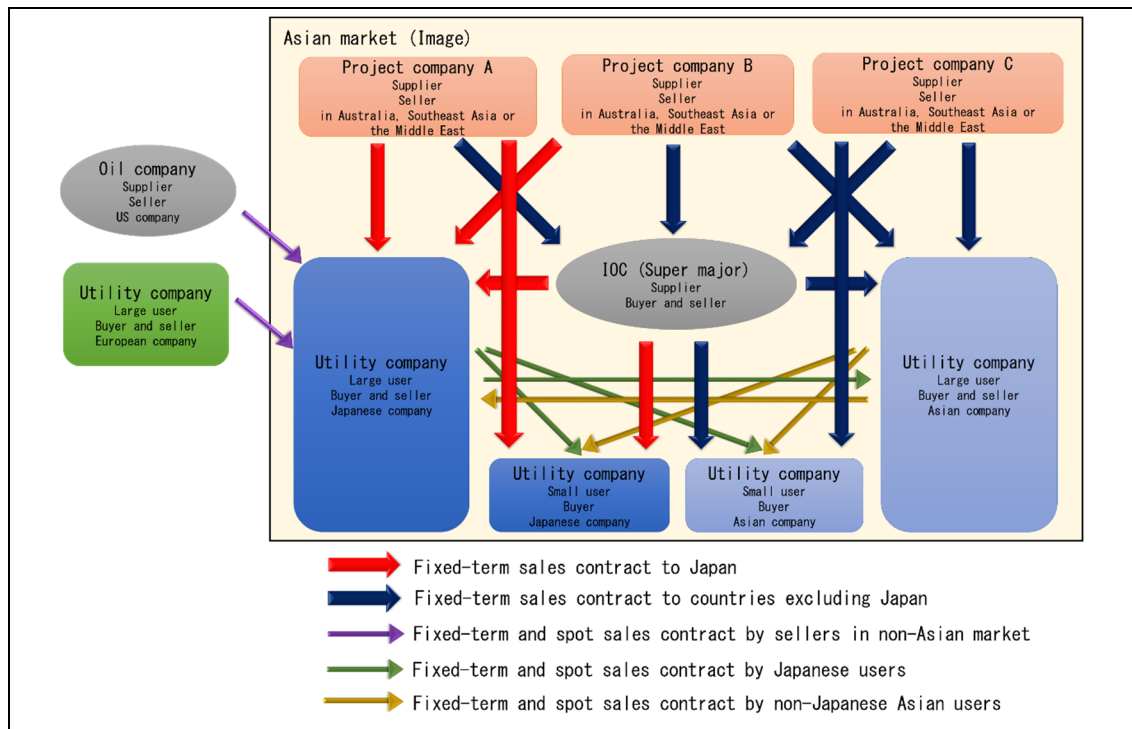 Asian market (Image)
Project company A
Supplier
Seller
in Australia, Southeast Asia or
the Middle East
Project company B
Supplier
Seller
in Australia, Southeast Asia or
the Middle East
Project company C
Supplier
Seller
in Australia, Southeast Asia or
the Middle East
Oil company
Supplier
Seller
US company
Utility company
Large user
Buyer and seller
European company
IOC (Super major)
Supplier
Buyer and seller
Utility company
Large user
Buyer and seller
Japanese company
Utility company
Large user
Buyer and seller
Asian company
Utility company
Small user
Buyer
Japanese company
Utility company
Small user
Buyer
Asian company
Fixed-term sales contract to Japan
Fixed-term sales contract to countries excluding Japan
Fixed-term and spot sales contract by sellers in non-Asian market
Fixed-term and spot sales contract by Japanese users
Fixed-term and spot sales contract by non-Japanese Asian users